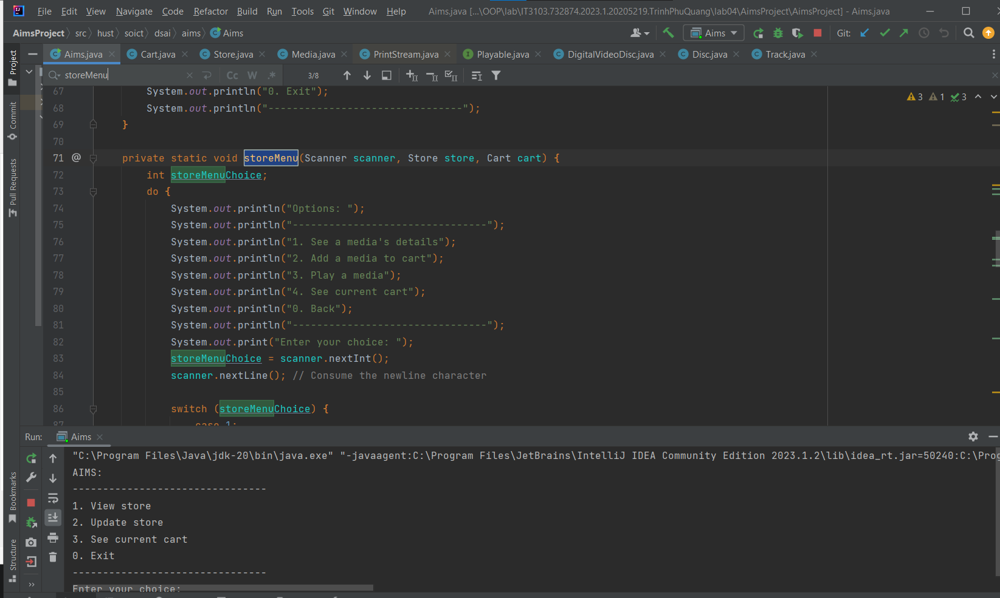 File Edit View Navigate Code Refactor Build Run Tools Git Window Help Aims.java [...\OOP\lab\IT3103.732874.2023.1.20205219.TrinhPhuQuang\lab04\AimsProject\AimsProject] - Aims.java
AimsProject src hust soict dsai aims Aims Aims Git:
Project
Commit
Pull Requests
Bookmarks
Structure
Aims.java Cart.java Store.java Media.java PrintStream.java Playable.java DigitalVideoDisc.java Disc.java Track.java
storeMenu Cc W .* 3/8
3 1 3
67 System.out.println("0. Exit");
68 System.out.println("--------------------------------");
69 }
70
71 @ private static void storeMenu(Scanner scanner, Store store, Cart cart) {
72 int storeMenuChoice;
73 do {
74 System.out.println("Options: ");
75 System.out.println("--------------------------------");
76 System.out.println("1. See a media's details");
77 System.out.println("2. Add a media to cart");
78 System.out.println("3. Play a media");
79 System.out.println("4. See current cart");
80 System.out.println("0. Back");
81 System.out.println("--------------------------------");
82 System.out.print("Enter your choice: ");
83 storeMenuChoice = scanner.nextInt();
84 scanner.nextLine(); // Consume the newline character
85
86 switch (storeMenuChoice) {
87 case 1:
Run: Aims
"C:\Program Files\Java\jdk-20\bin\java.exe" "-javaagent:C:\Program Files\JetBrains\IntelliJ IDEA Community Edition 2023.1.2\lib\idea_rt.jar=50240:C:\Prog
AIMS:
--------------------------------
1. View store
2. Update store
3. See current cart
0. Exit
--------------------------------
Enter your choice: